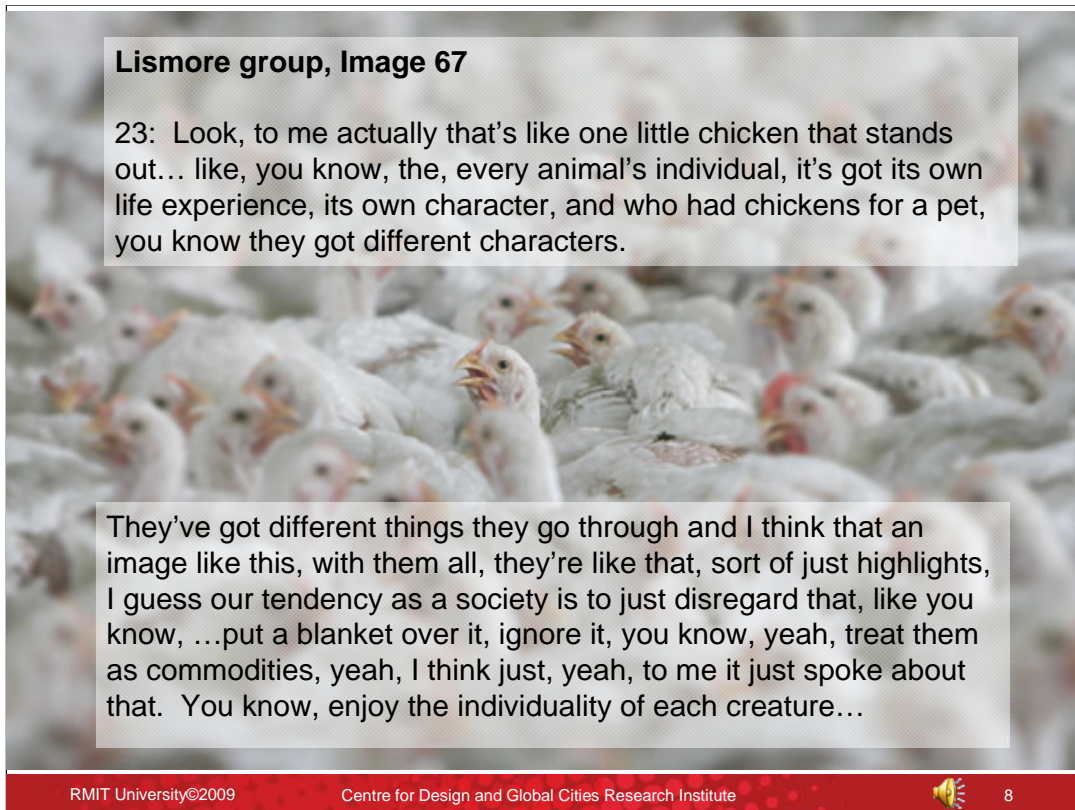 Lismore group, Image 67
23:  Look, to me actually that’s like one little chicken that stands
out… like, you know, the, every animal’s individual, it’s got its own
life experience, its own character, and who had chickens for a pet,
you know they got different characters.
They’ve got different things they go through and I think that an
image like this, with them all, they’re like that, sort of just highlights,
I guess our tendency as a society is to just disregard that, like you
know, …put a blanket over it, ignore it, you know, yeah, treat them
as commodities, yeah, I think just, yeah, to me it just spoke about
that.  You know, enjoy the individuality of each creature…
RMIT University©2009 Centre for Design and Global Cities Research Institute 8